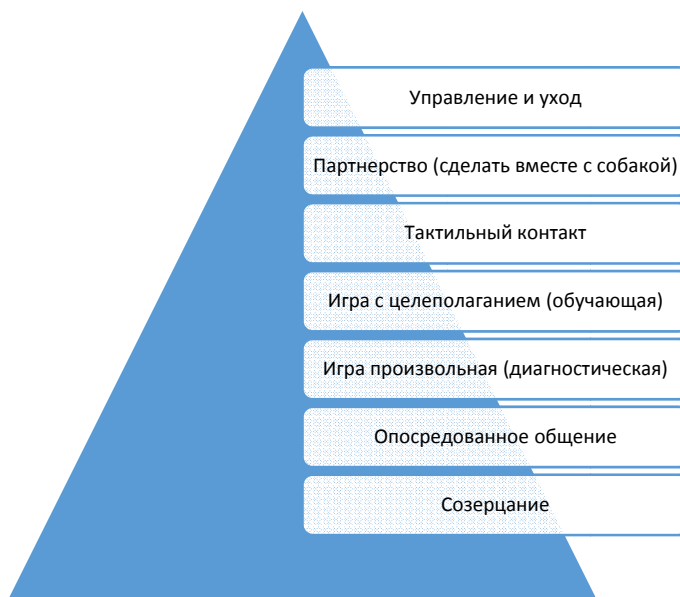 Управление и уход
Партнерство (сделать вместе с собакой)
Тактильный контакт
Игра с целеполаганием (обучающая)
Игра произвольная (диагностическая)
Опосредованное общение
Созерцание